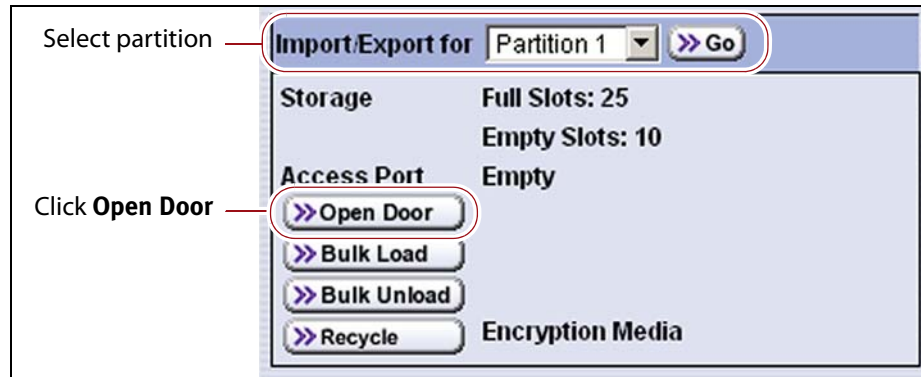 Select partition
Import/Export for Partition 1 >> Go
Storage Full Slots: 25
Empty Slots: 10
Access Port Empty
Click Open Door
>> Open Door
>> Bulk Load
>> Bulk Unload
>> Recycle Encryption Media